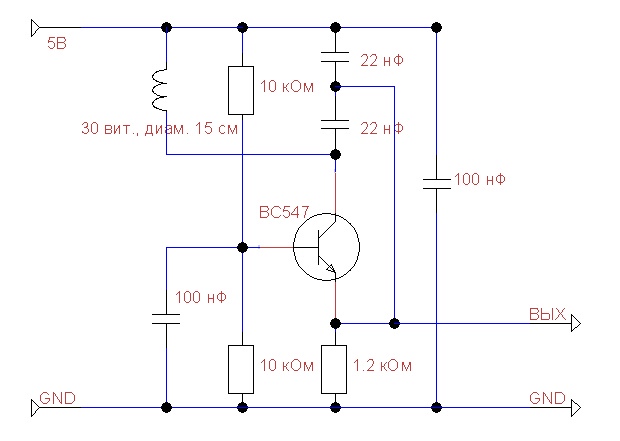 5В
22 нФ
10 кОм
30 вит., диам. 15 см
22 нФ
100 нФ
BC547
100 нФ
ВЫХ
10 кОм
1.2 кОм
GND
GND